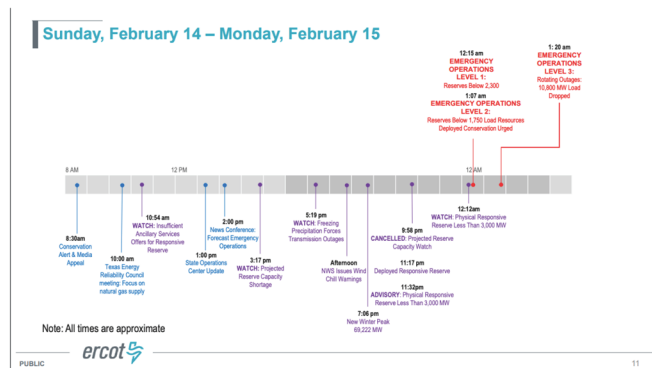 Sunday, February 14 – Monday, February 15
12:15 am
EMERGENCY
OPERATIONS
LEVEL 1:
Reserves Below 2,300
1:07 am
EMERGENCY OPERATIONS
LEVEL 2:
Reserves Below 1,750 Load Resources
Deployed Conservation Urged
1: 20 am
EMERGENCY
OPERATIONS
LEVEL 3:
Rotating Outages:
10,800 MW Load
Dropped
6 AM
12 PM
12 AM
8:30am
Conservation
Alert & Media
Appeal
10:00 am
Texas Energy
Reliability Council
meeting: Focus on
natural gas supply
10:54 am
WATCH: Insufficient
Ancillary Services
Offers for Responsive
Reserve
1:00 pm
State Operations
Center Update
2:00 pm
News Conference:
Forecast Emergency
Operations
3:17 pm
WATCH: Projected
Reserve Capacity
Shortage
5:19 pm
WATCH: Freezing
Precipitation Forces
Transmission Outages
Afternoon
NWS Issues Wind
Chill Warnings
7:06 pm
New Winter Peak
69,222 MW
9:58 pm
CANCELLED: Projected Reserve
Capacity Watch
11:17 pm
Deployed Responsive Reserve
11:32pm
ADVISORY: Physical Responsive
Reserve Less Than 3,000 MW
12:12am
WATCH: Physical Responsive
Reserve Less Than 3,000 MW
Note: All times are approximate
ercot
PUBLIC
11